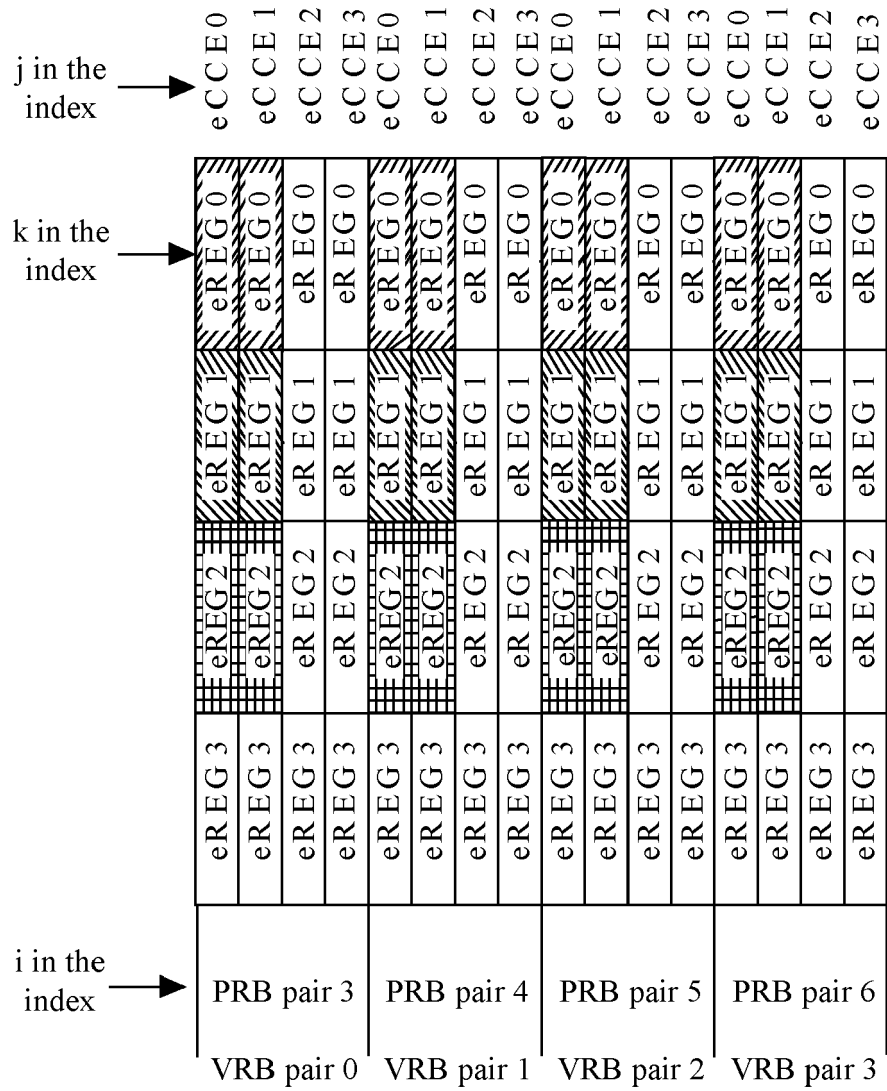 j in the
index
eCCE0 eCCE1 eCCE2 eCCE3 eCCE0 eCCE1 eCCE2 eCCE3 eCCE0 eCCE1 eCCE2 eCCE3 eCCE0 eCCE1 eCCE2 eCCE3
k in the
index
eREG0 eREG0 eREG0 eREG0 eREG0 eREG0 eREG0 eREG0 eREG0 eREG0 eREG0 eREG0 eREG0 eREG0 eREG0 eREG0
eREG1 eREG1 eREG1 eREG1 eREG1 eREG1 eREG1 eREG1 eREG1 eREG1 eREG1 eREG1 eREG1 eREG1 eREG1 eREG1
eREG2 eREG2 eREG2 eREG2 eREG2 eREG2 eREG2 eREG2 eREG2 eREG2 eREG2 eREG2 eREG2 eREG2 eREG2 eREG2
eREG3 eREG3 eREG3 eREG3 eREG3 eREG3 eREG3 eREG3 eREG3 eREG3 eREG3 eREG3 eREG3 eREG3 eREG3 eREG3
i in the
index
PRB pair 3 PRB pair 4 PRB pair 5 PRB pair 6
VRB pair 0 VRB pair 1 VRB pair 2 VRB pair 3